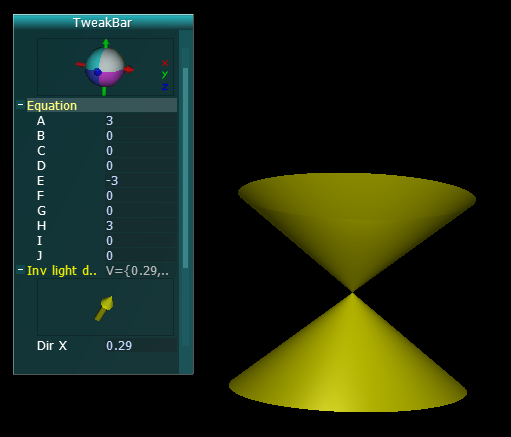 TweakBar
x
y
z
− Equation
A 3
B 0
C 0
D 0
E -3
F 0
G 0
H 3
I 0
J 0
− Inv light d.. V={0.29,..
Dir X 0.29